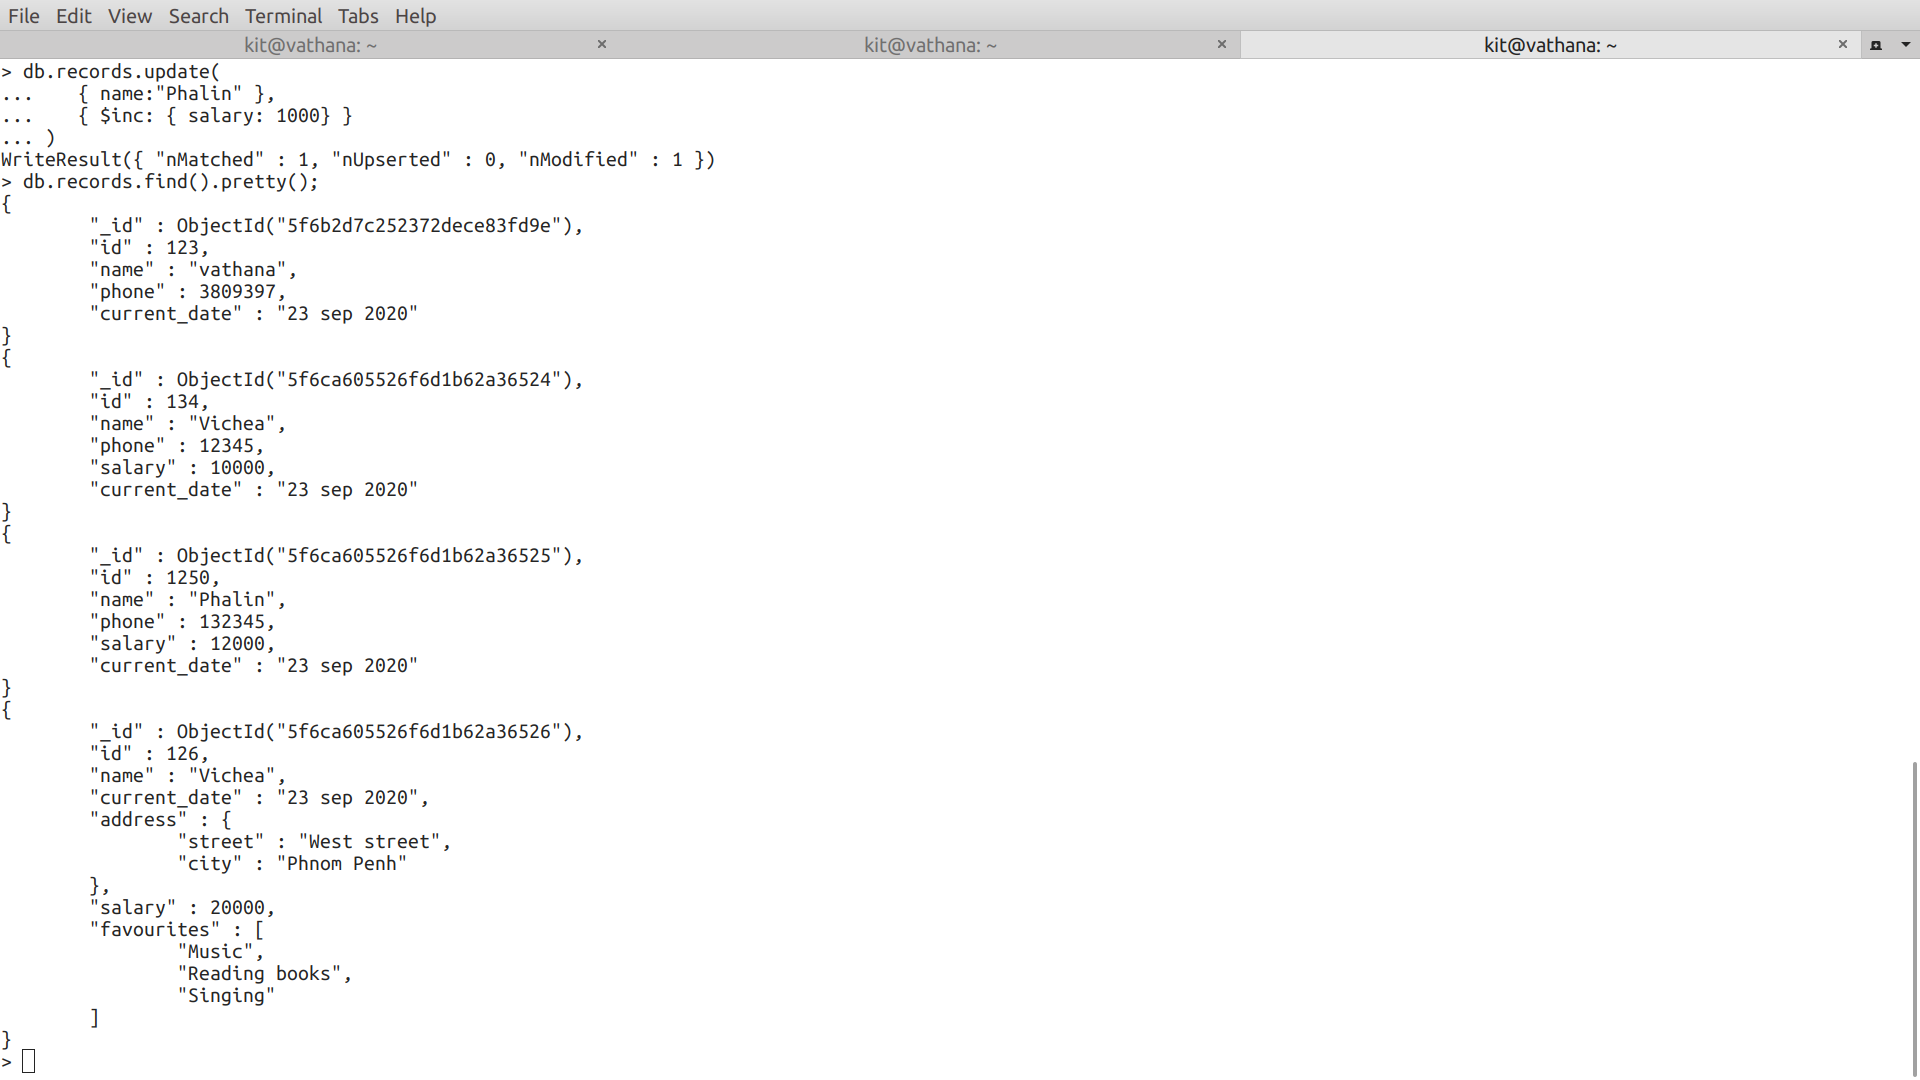 File Edit View Search Terminal Tabs Help
kit@vathana: ~ × kit@vathana: ~ × kit@vathana: ~ ×
> db.records.update(
...    { name:"Phalin" },
...    { $inc: { salary: 1000} }
... )
WriteResult({ "nMatched" : 1, "nUpserted" : 0, "nModified" : 1 })
> db.records.find().pretty();
{
        "_id" : ObjectId("5f6b2d7c252372dece83fd9e"),
        "id" : 123,
        "name" : "vathana",
        "phone" : 3809397,
        "current_date" : "23 sep 2020"
}
{
        "_id" : ObjectId("5f6ca605526f6d1b62a36524"),
        "id" : 134,
        "name" : "Vichea",
        "phone" : 12345,
        "salary" : 10000,
        "current_date" : "23 sep 2020"
}
{
        "_id" : ObjectId("5f6ca605526f6d1b62a36525"),
        "id" : 1250,
        "name" : "Phalin",
        "phone" : 132345,
        "salary" : 12000,
        "current_date" : "23 sep 2020"
}
{
        "_id" : ObjectId("5f6ca605526f6d1b62a36526"),
        "id" : 126,
        "name" : "Vichea",
        "current_date" : "23 sep 2020",
        "address" : {
                "street" : "West street",
                "city" : "Phnom Penh"
        },
        "salary" : 20000,
        "favourites" : [
                "Music",
                "Reading books",
                "Singing"
        ]
}
>